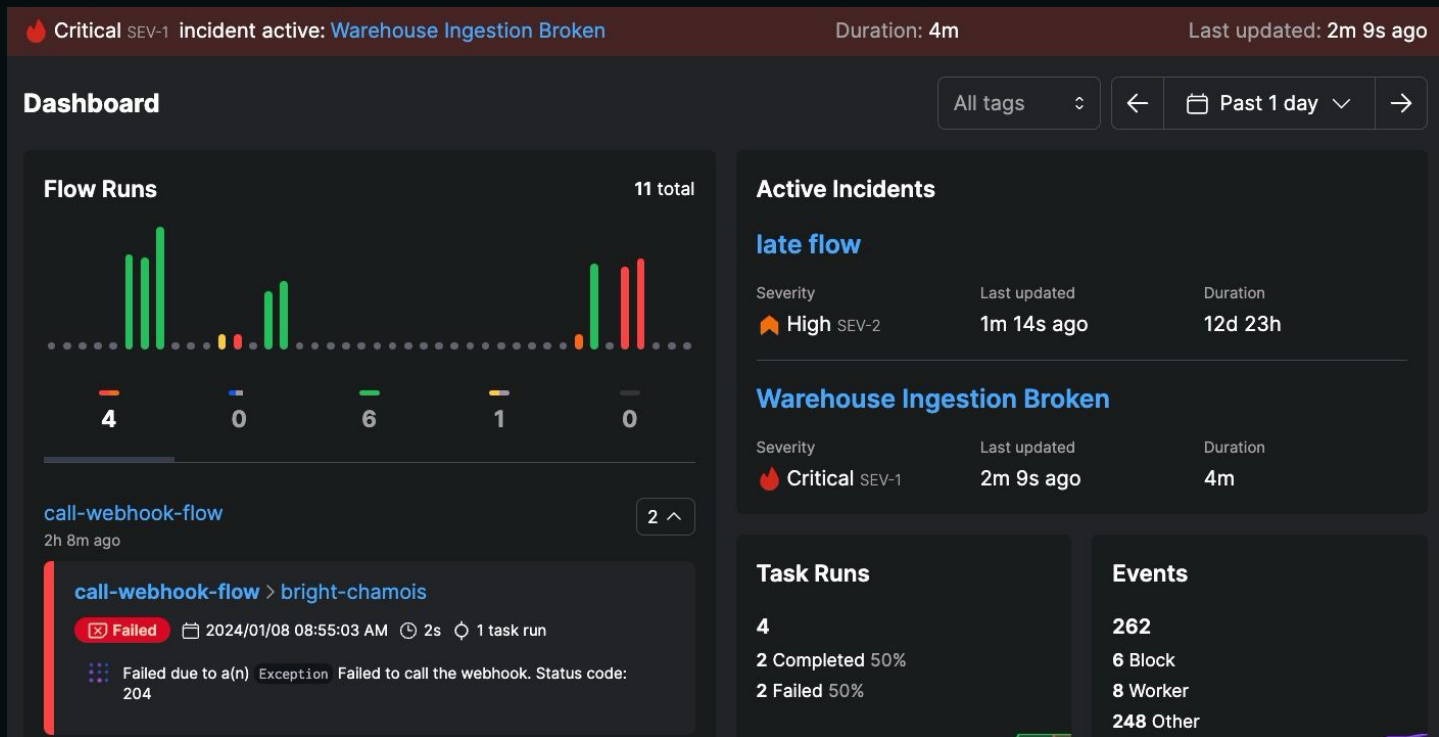 Critical SEV-1 incident active: Warehouse Ingestion Broken Duration: 4m Last updated: 2m 9s ago
Dashboard
All tags
Past 1 day
Flow Runs 11 total
4 0 6 1 0
call-webhook-flow 2
2h 8m ago
call-webhook-flow > bright-chamois
Failed 2024/01/08 08:55:03 AM 2s 1 task run
Failed due to a(n) Exception Failed to call the webhook. Status code:
204
Active Incidents
late flow
Severity Last updated Duration
High SEV-2 1m 14s ago 12d 23h
Warehouse Ingestion Broken
Severity Last updated Duration
Critical SEV-1 2m 9s ago 4m
Task Runs
4
2 Completed 50%
2 Failed 50%
Events
262
6 Block
8 Worker
248 Other